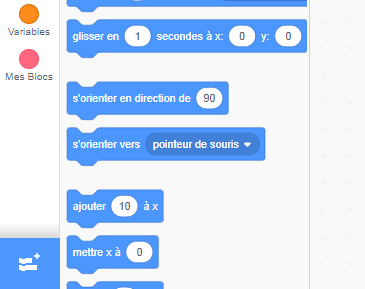 Variables
Mes Blocs
glisser en 1 secondes à x: 0 y: 0
s'orienter en direction de 90
s'orienter vers pointeur de souris
ajouter 10 à x
mettre x à 0